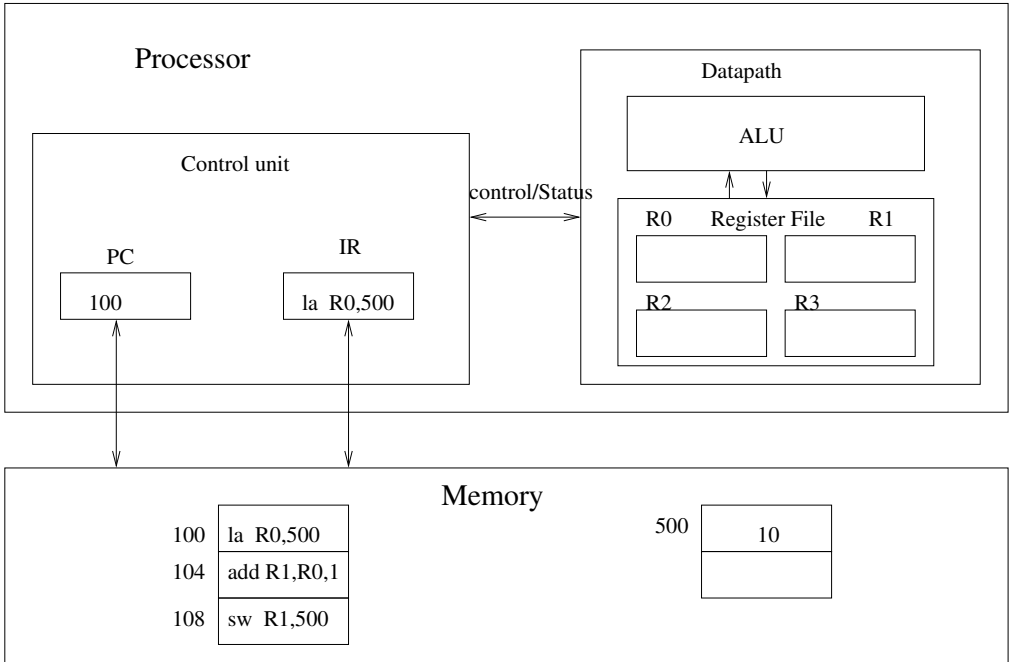 Processor
Datapath
ALU
Control unit
control/Status
R0 Register File R1
PC
IR
100
la R0,500
R2 R3
Memory
100 la R0,500
104 add R1,R0,1
108 sw R1,500
500 10